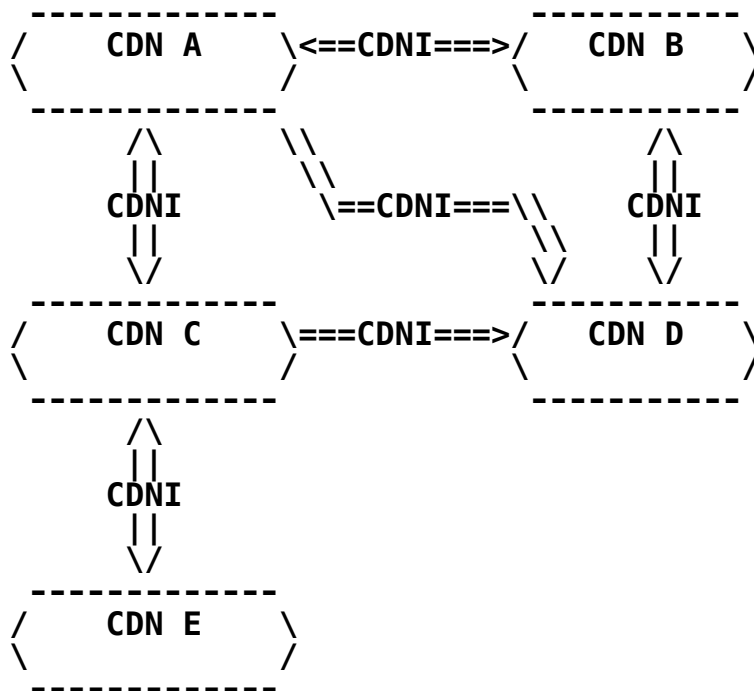 -------------            -----------
/    CDN A    \<==CDNI===>/   CDN B   \
\             /          \           /
 -------------            -----------
      /\      \\                /\
      ||       \\               ||
     CDNI       \==CDNI===\\   CDNI
      ||                   \\   ||
      \/                   \/   \/
 -------------            -----------
/    CDN C    \===CDNI===>/   CDN D   \
\             /          \           /
 -------------            -----------
      /\
      ||
     CDNI
      ||
      \/
 -------------
/    CDN E    \
\             /
 -------------